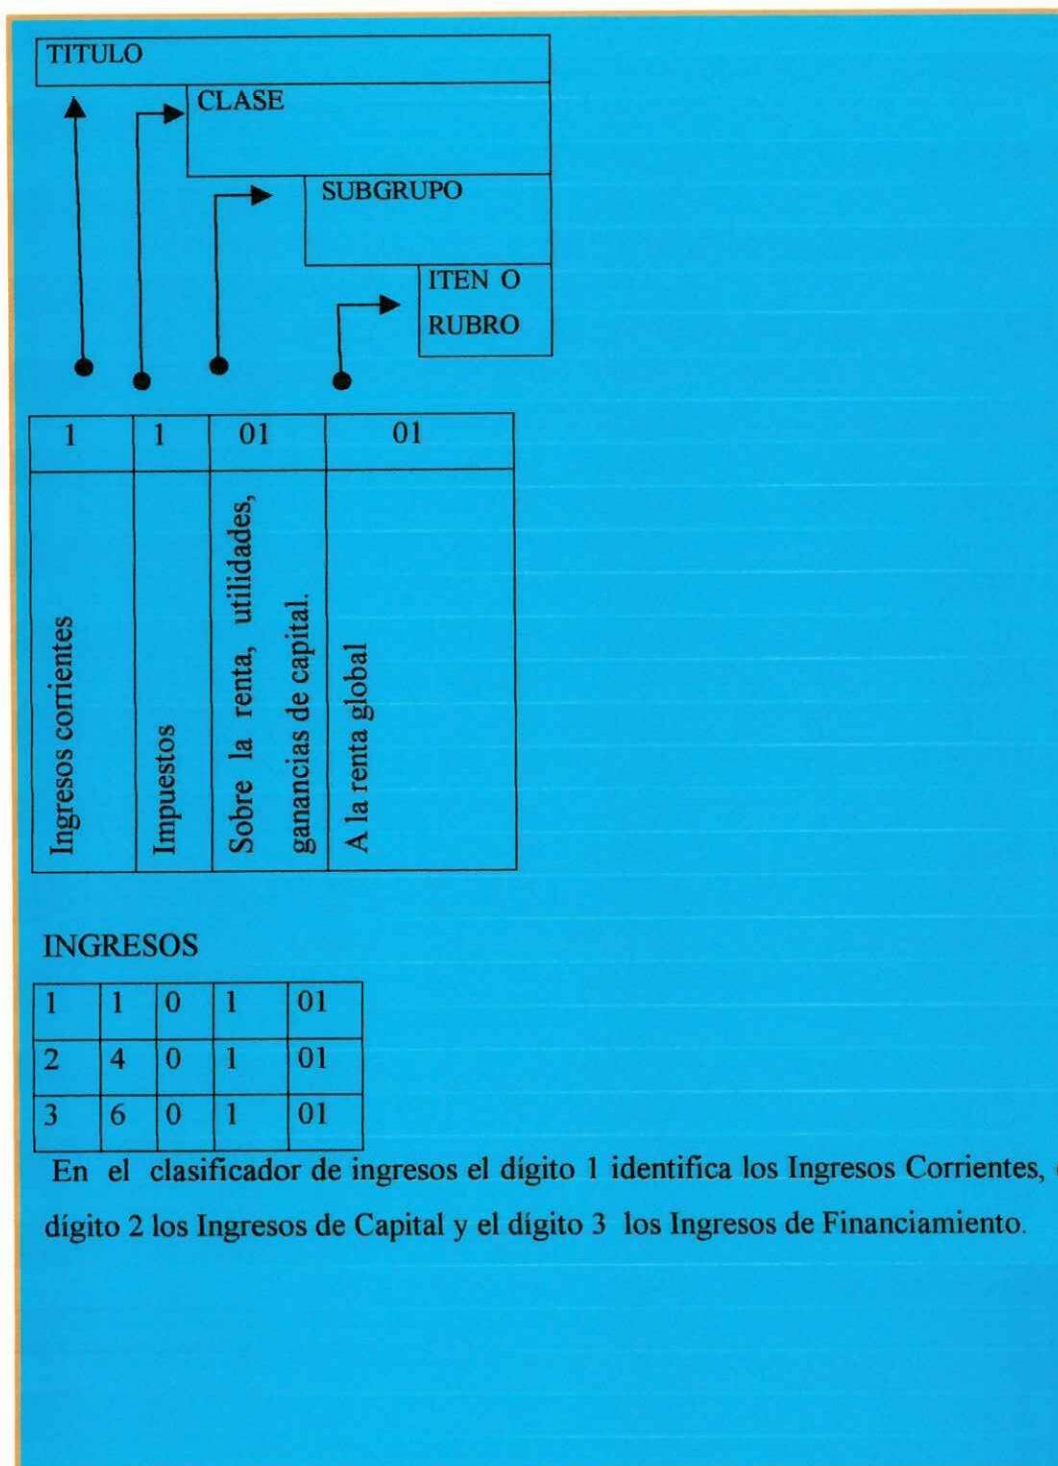 TITULO
CLASE
SUBGRUPO
ITEN O
RUBRO
1 1 01 01
Ingresos corrientes
Impuestos
Sobre la renta, utilidades,
ganancias de capital.
A la renta global
INGRESOS
1 1 0 1 01
2 4 0 1 01
3 6 0 1 01
En el clasificador de ingresos el dígito 1 identifica los Ingresos Corrientes,
dígito 2 los Ingresos de Capital y el dígito 3 los Ingresos de Financiamiento.